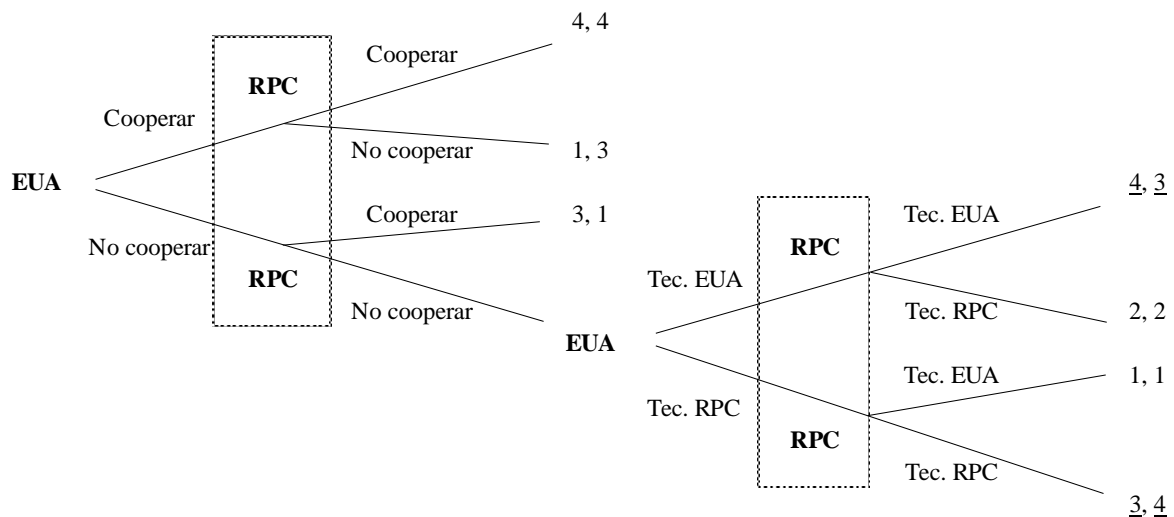 4, 4
Cooperar
RPC
Cooperar
No cooperar
1, 3
EUA
Cooperar
3, 1
No cooperar
RPC
No cooperar
EUA
Tec. EUA
4, 3
RPC
Tec. EUA
Tec. RPC
2, 2
Tec. EUA
1, 1
Tec. RPC
RPC
Tec. RPC
3, 4